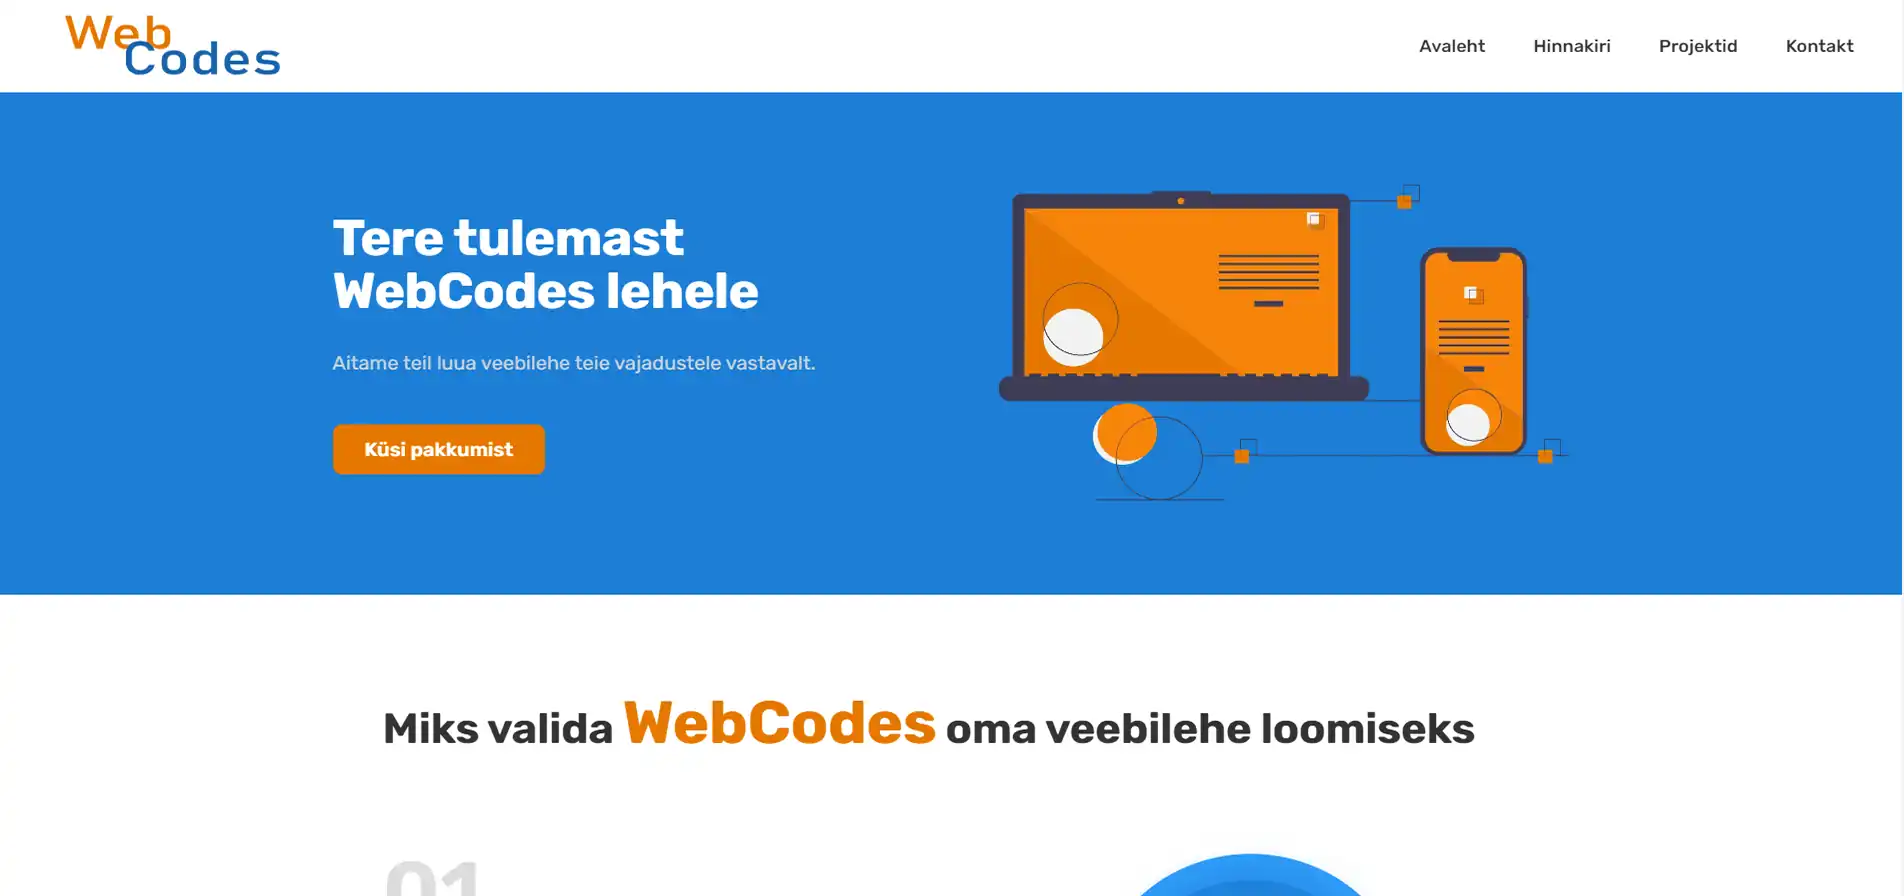 Web
Codes
Avaleht
Hinnakiri
Projektid
Kontakt
Tere tulemast
WebCodes lehele
Aitame teil luua veebilehe teie vajadustele vastavalt.
Küsi pakkumist
Miks valida WebCodes oma veebilehe loomiseks
01